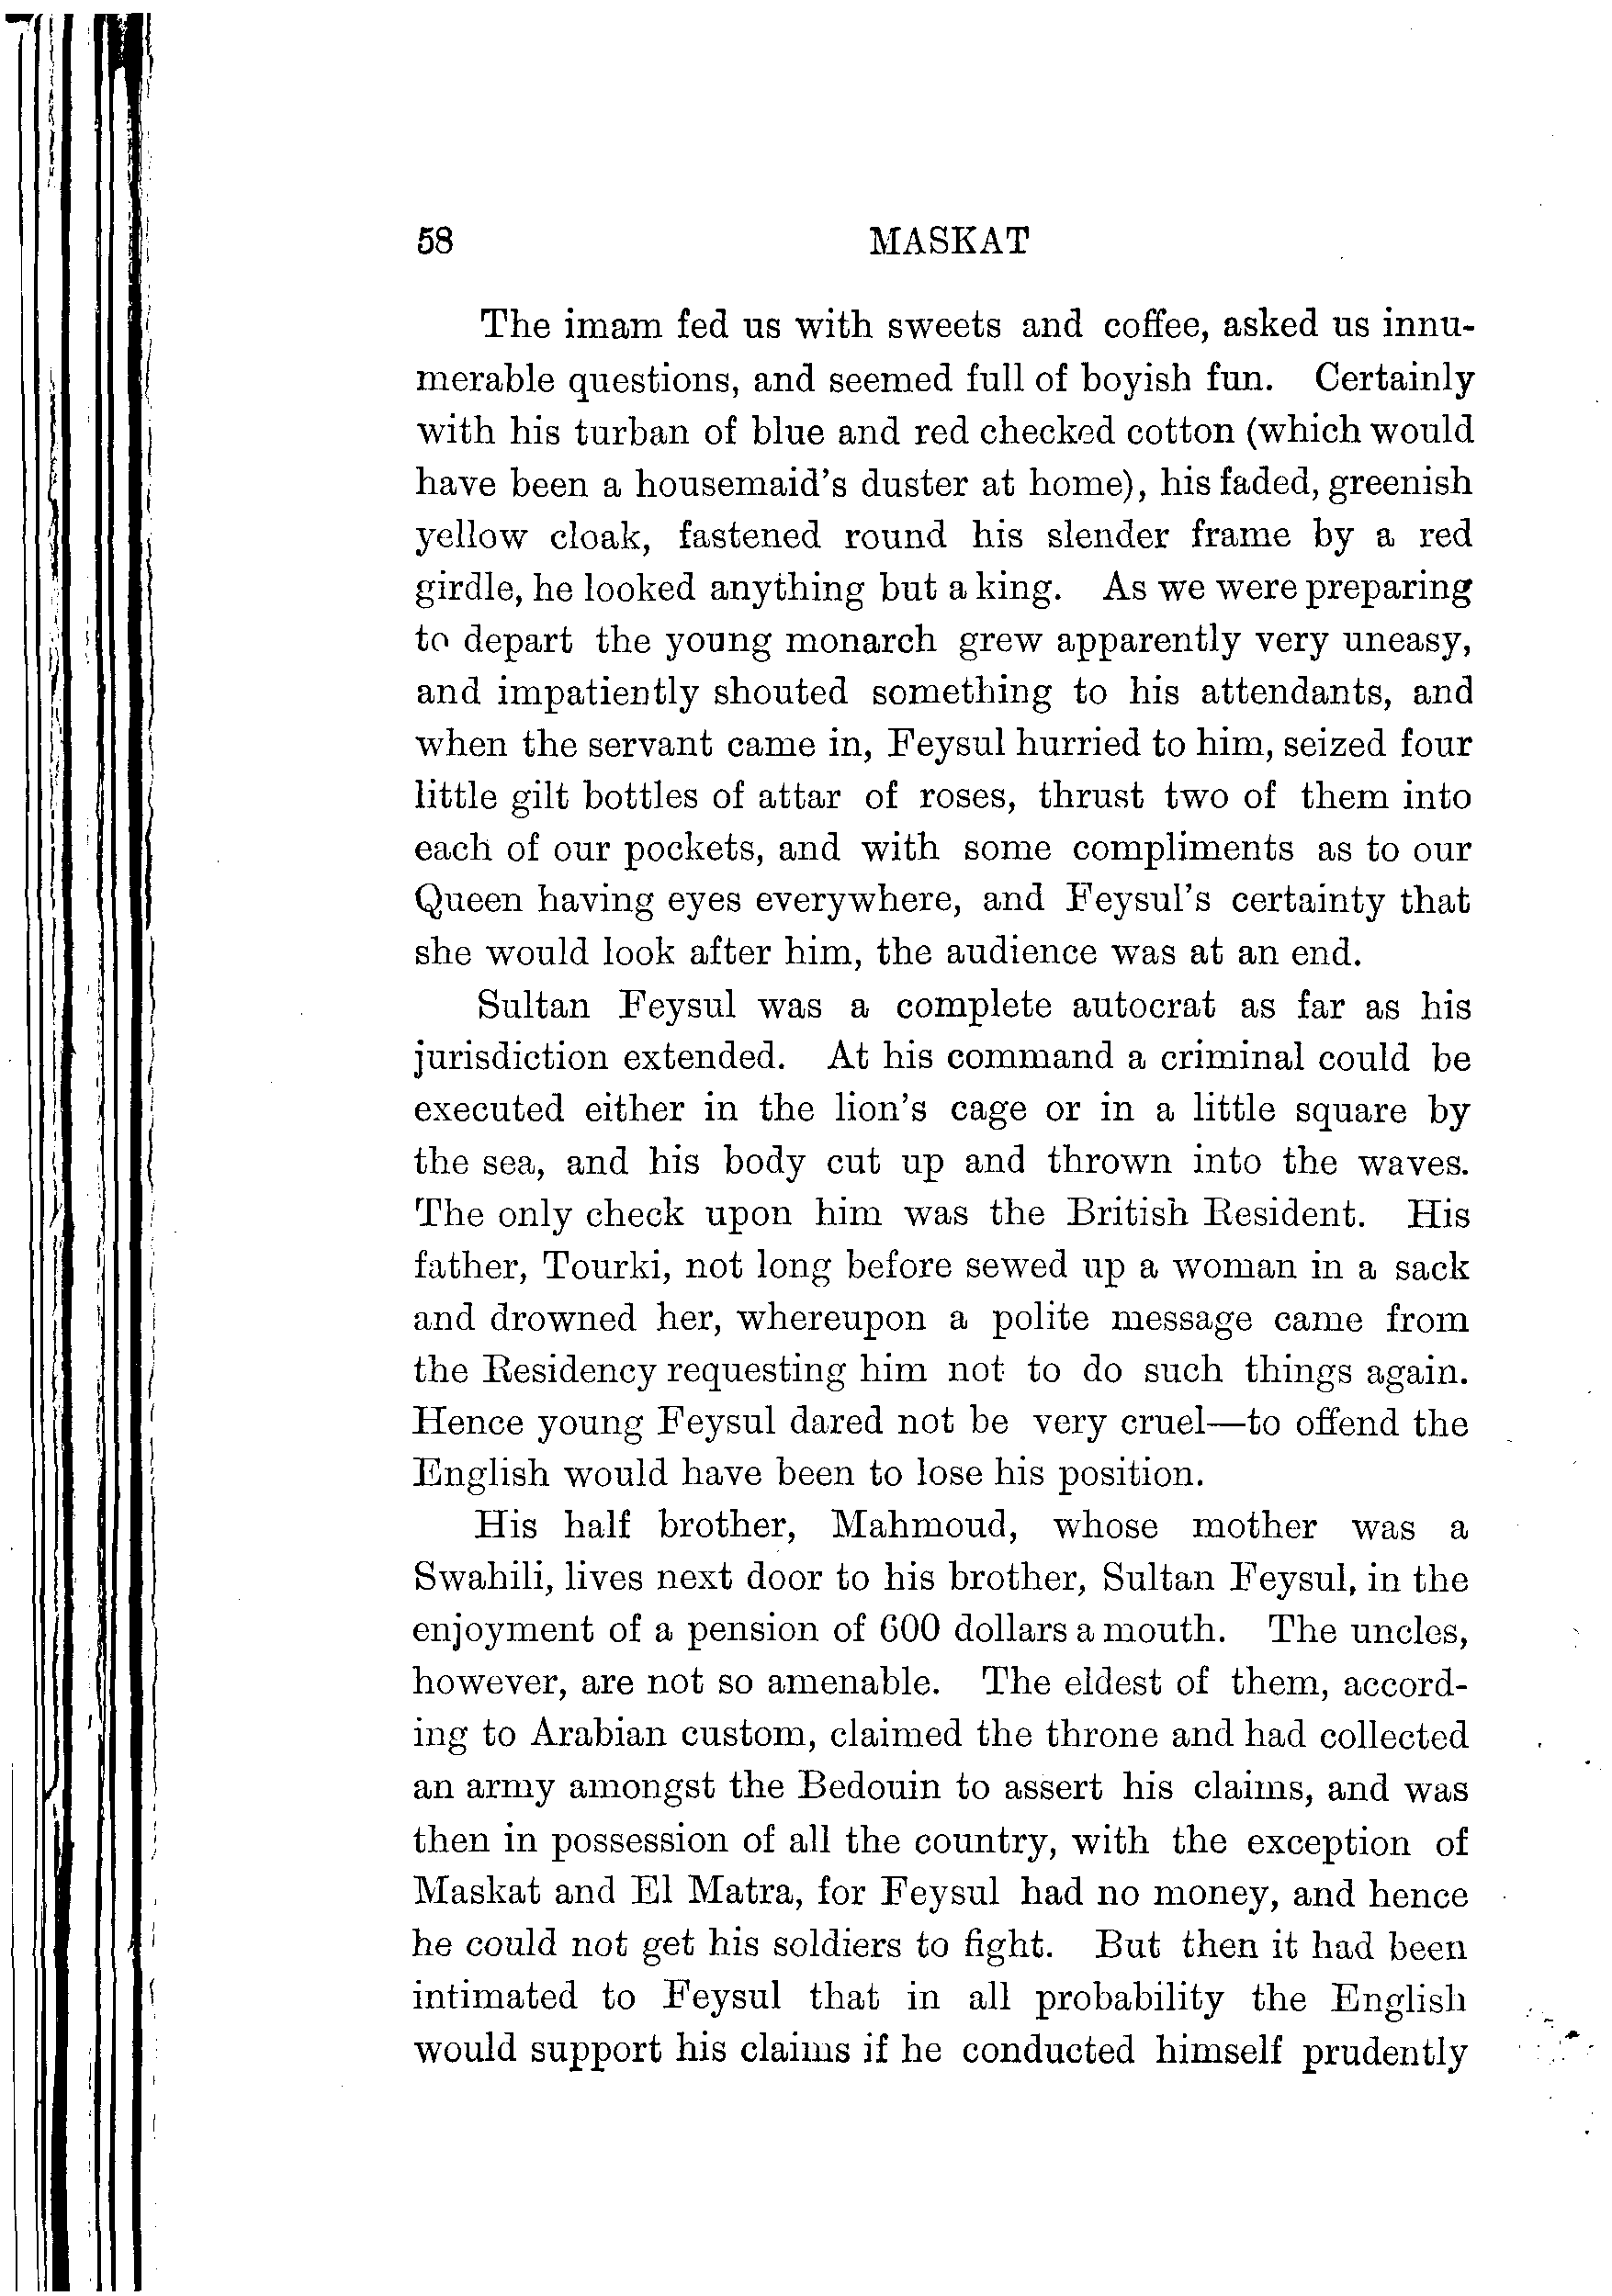 58 MASKAT
The imam fed us with sweets and coffee, asked us innu-
merable questions, and seemed full of boyish fun. Certainly
with his turban of blue and red checked cotton (which would
have been a housemaid's duster at home), his faded, greenish
yellow cloak, fastened round his slender frame by a red
girdle, he looked anything but a king. As we were preparing
to depart the young monarch grew apparently very uneasy,
and impatiently shouted something to his attendants, and
when the servant came in, Feysul hurried to him, seized four
little gilt bottles of attar of roses, thrust two of them into
each of our pockets, and with some compliments as to our
Queen having eyes everywhere, and Feysul's certainty that
she would look after him, the audience was at an end.
Sultan Feysul was a complete autocrat as far as his
jurisdiction extended. At his command a criminal could be
executed either in the lion's cage or in a little square by
the sea, and his body cut up and thrown into the waves.
The only check upon him was the British Resident. His
father, Tourki, not long before sewed up a woman in a sack
and drowned her, whereupon a polite message came from
the Residency requesting him not to do such things again.
Hence young Feysul dared not be very cruel—to offend the
English would have been to lose his position.
His half brother, Mahmoud, whose mother was a
Swahili, lives next door to his brother, Sultan Feysul, in the
enjoyment of a pension of 600 dollars a mouth. The uncles,
however, are not so amenable. The eldest of them, accord-
ing to Arabian custom, claimed the throne and had collected
an army amongst the Bedouin to assert his claims, and was
then in possession of all the country, with the exception of
Maskat and El Matra, for Feysul had no money, and hence
he could not get his soldiers to fight. But then it had been
intimated to Feysul that in all probability the English
would support his claims if he conducted himself prudently